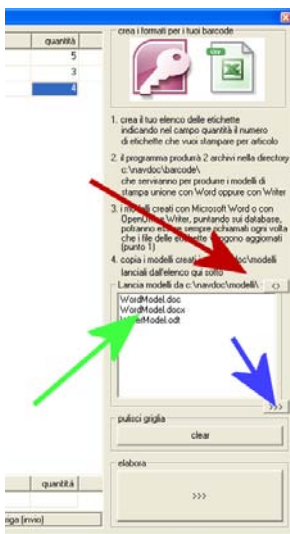 crea i formati per i tuoi barcode
quantità
5
3
4
1. crea il tuo elenco delle etichette
indicando nel campo quantità il numero
di etichette che vuoi stampare per articolo
2. il programma produrrà 2 archivi nella directory
c:\navdoc\barcode\
che serviranno per produrre i modelli di
stampa unione con Word oppure con Writer
3. i modelli creati con Microsoft Word o con
OpenOffice Writer, puntando sui database,
potranno essere sempre richiamati ogni volta
che i file delle etichette vengono aggiornati
(punto 1)
4. copia i modelli creati in c:\navdoc\modelli
lanciali dall'elenco qui sotto
Lancia modelli da c:\navdoc\modelli\
<>
WordModel.doc
WordModel.docx
WriterModel.odt
>>>
pulisci griglia
clear
elabora
quantità
>>>
riga (invio)